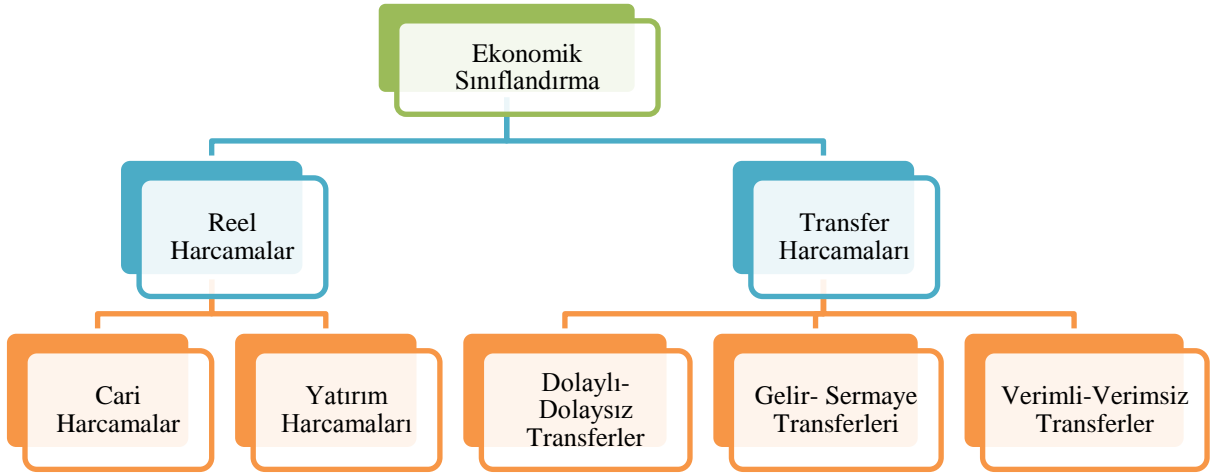 Ekonomik
Sınıflandırma
Reel
Harcamalar
Transfer
Harcamaları
Cari
Harcamalar
Yatırım
Harcamaları
Dolaylı-
Dolaysız
Transferler
Gelir- Sermaye
Transferleri
Verimli-Verimsiz
Transferler